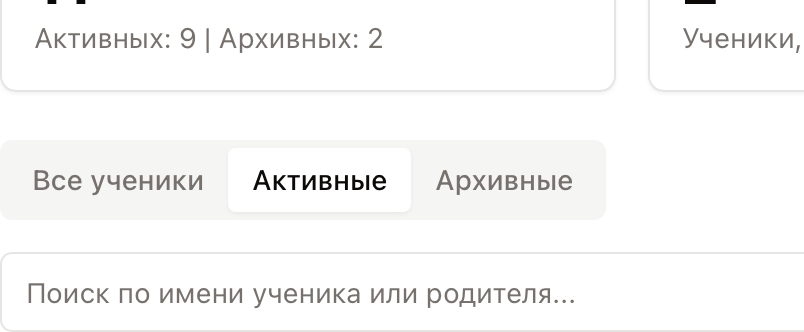 Активных: 9 | Архивных: 2
Ученики,
Все ученики Активные Архивные
Поиск по имени ученика или родителя...